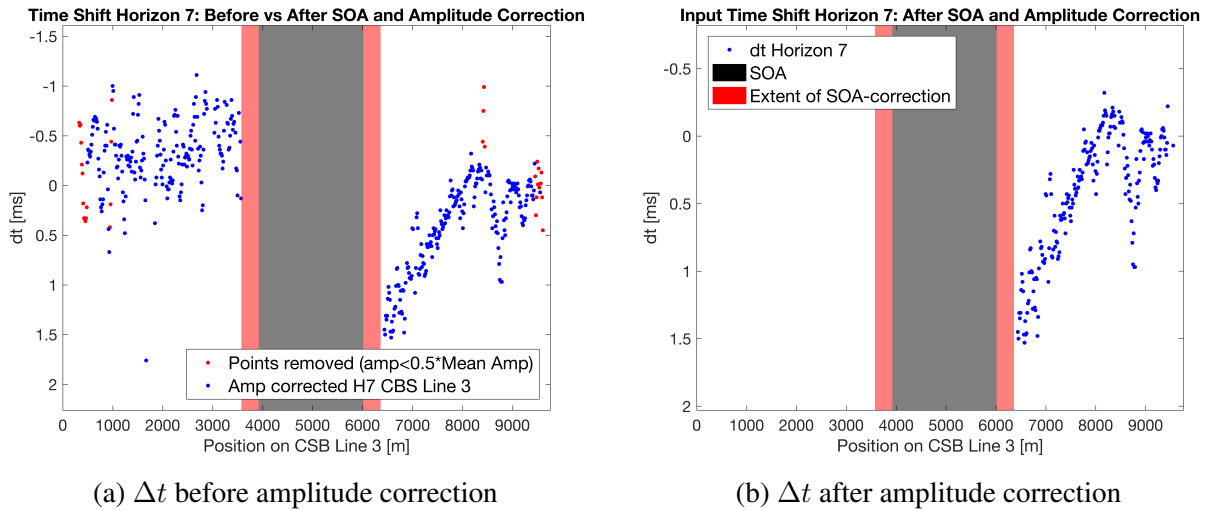 Time Shift Horizon 7: Before vs After SOA and Amplitude Correction
-1.5
-1
-0.5
0
0.5
1
1.5
2
dt [ms]
Points removed (amp<0.5*Mean Amp)
Amp corrected H7 CBS Line 3
0 1000 2000 3000 4000 5000 6000 7000 8000 9000
Position on CSB Line 3 [m]
(a) Δt before amplitude correction
Input Time Shift Horizon 7: After SOA and Amplitude Correction
dt Horizon 7
SOA
Extent of SOA-correction
-0.5
0
0.5
1
1.5
2
dt [ms]
0 1000 2000 3000 4000 5000 6000 7000 8000 9000
Position on CSB Line 3 [m]
(b) Δt after amplitude correction